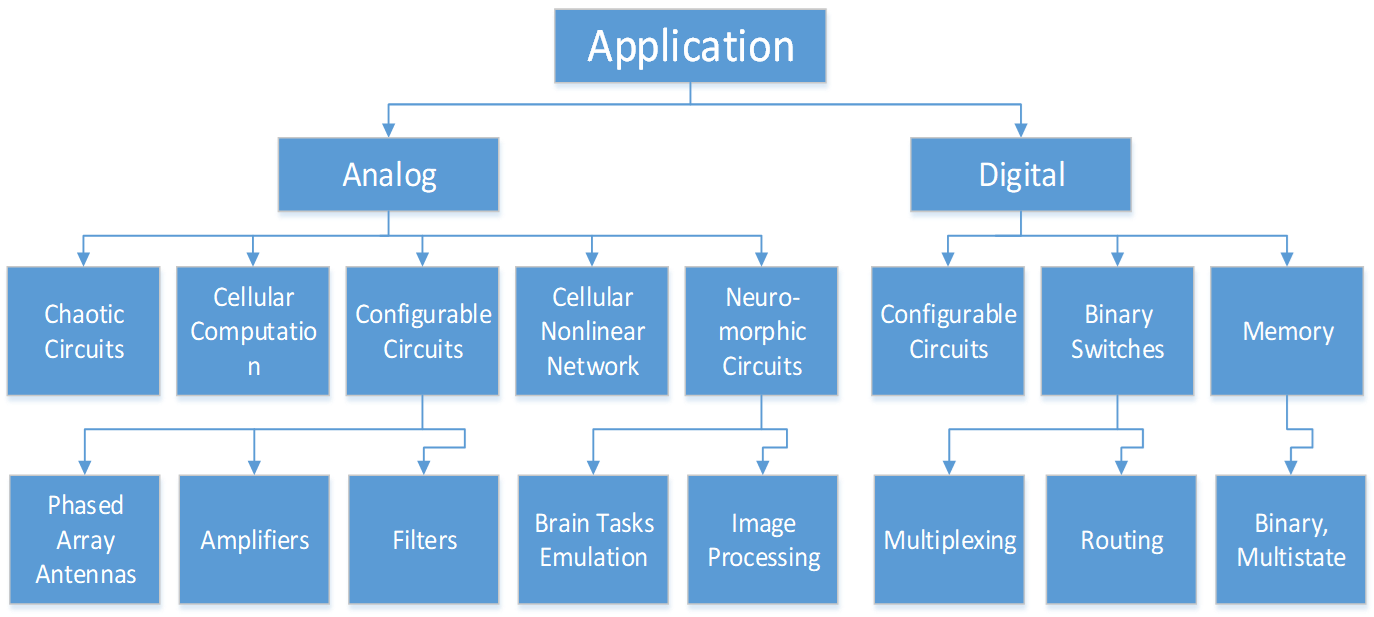 Application
Analog
Digital
Chaotic
Circuits
Cellular
Computatio
n
Configurable
Circuits
Cellular
Nonlinear
Network
Neuro-
morphic
Circuits
Configurable
Circuits
Binary
Switches
Memory
Phased
Array
Antennas
Amplifiers
Filters
Brain Tasks
Emulation
Image
Processing
Multiplexing
Routing
Binary,
Multistate